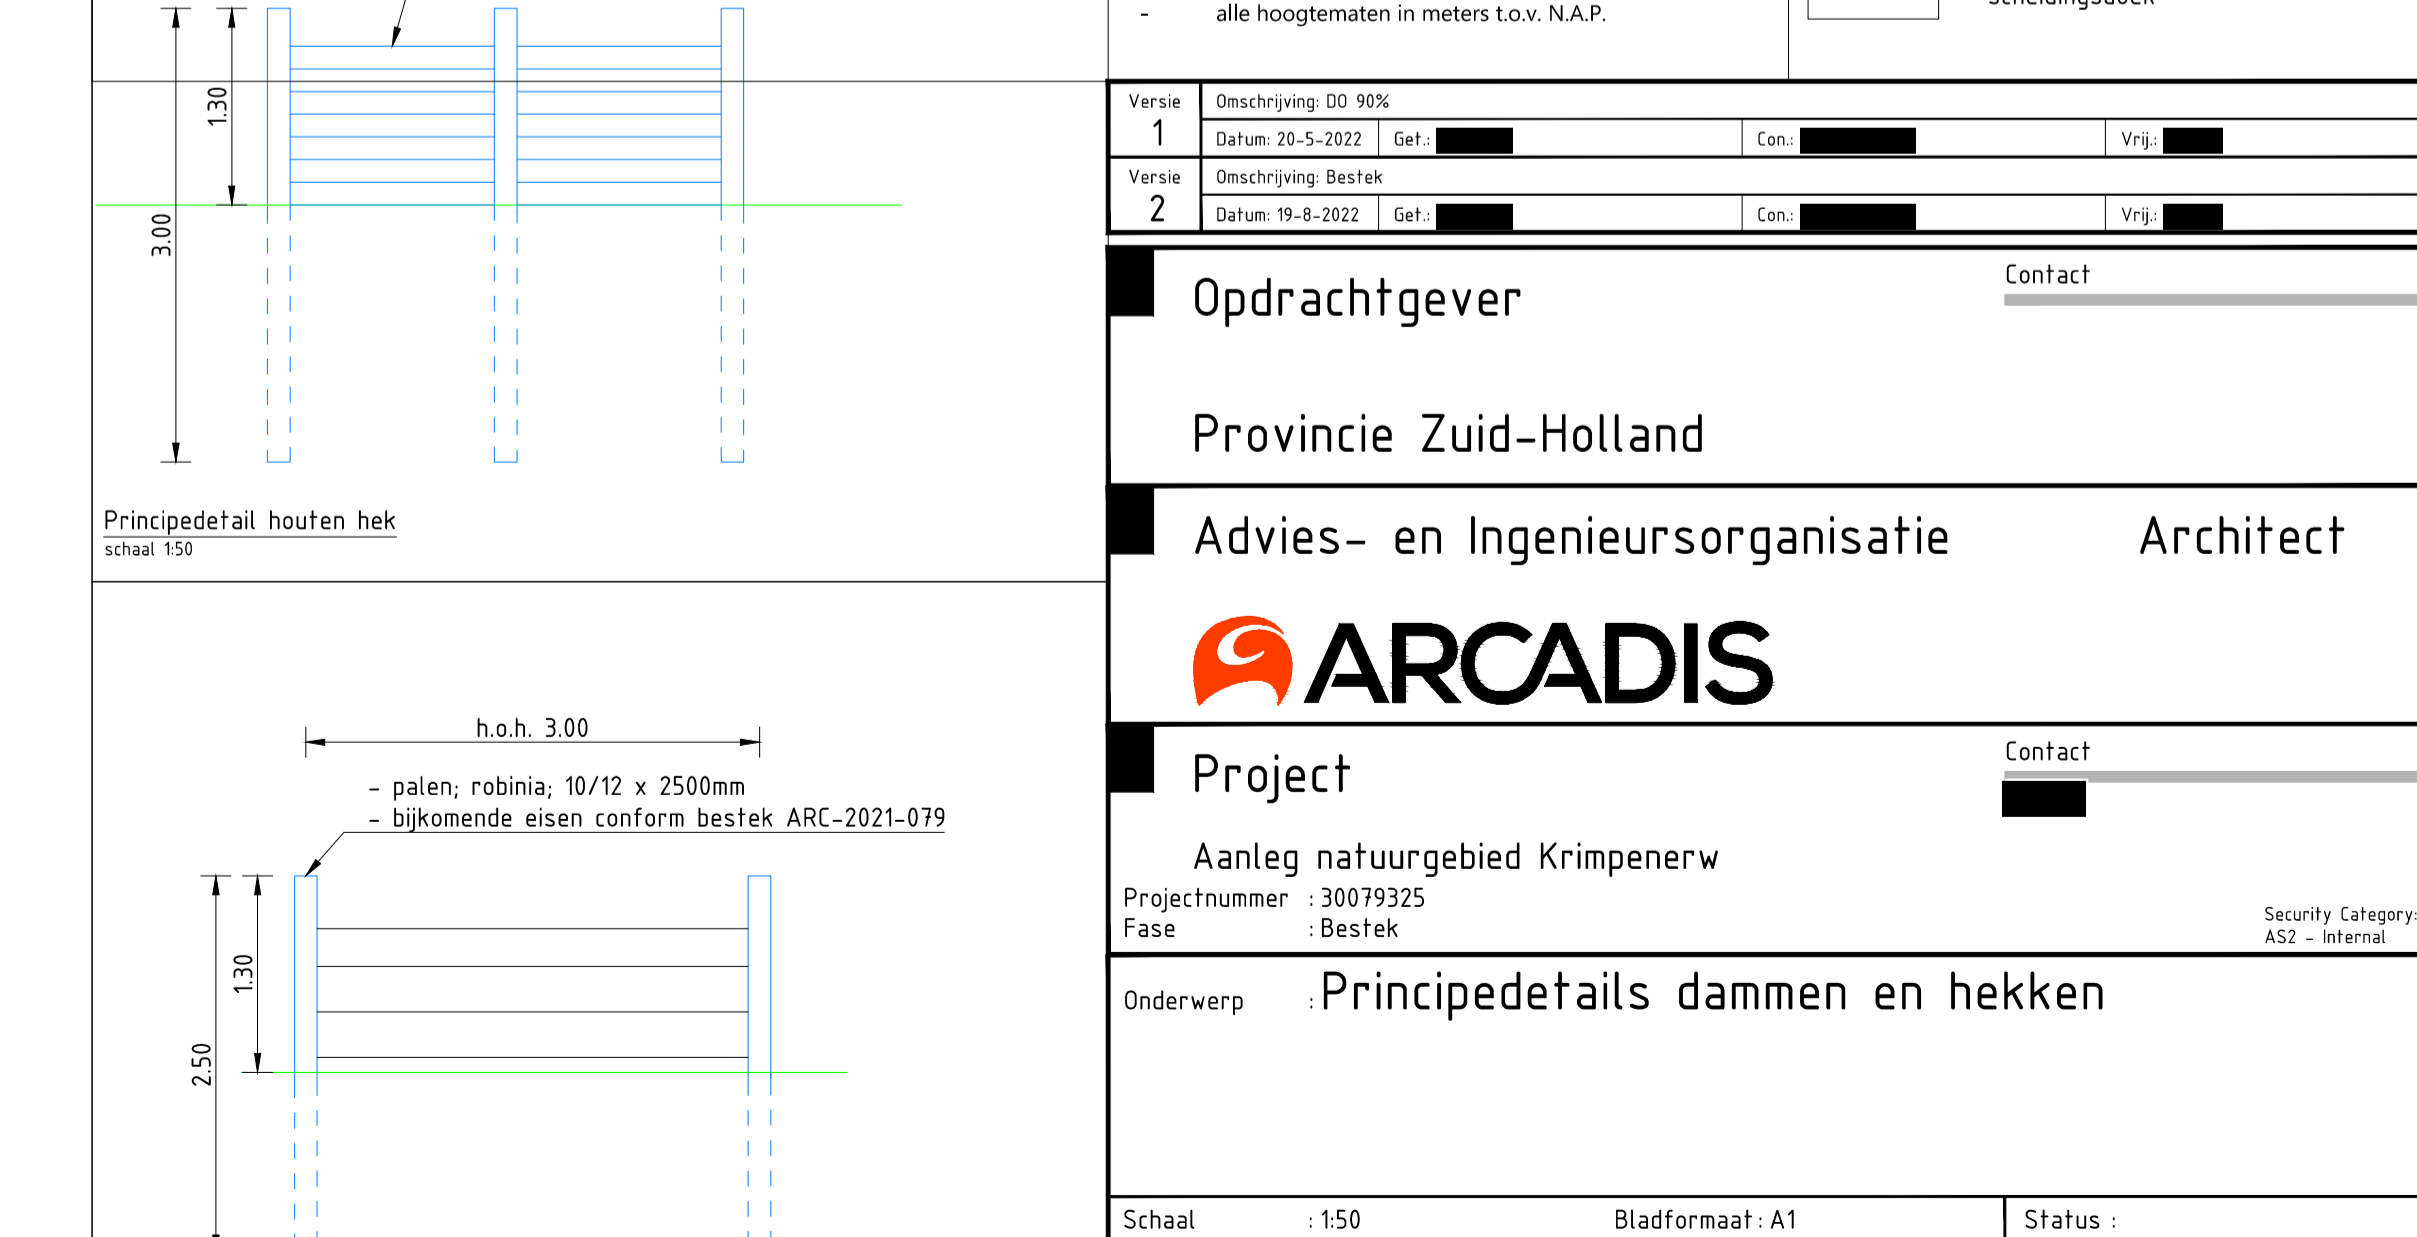 1.30
3.00
Principedetail houten hek
schaal 1:50
h.o.h. 3.00
- palen; robinia; 10/12 x 2500mm
- bijkomende eisen conform bestek ARC-2021-079
1.30
2.50
- alle hoogtematen in meters t.o.v. N.A.P.
Versie 1
Omschrijving: DO 90%
Datum: 20-5-2022 Get.: Con.: Vrij.:
Versie 2
Omschrijving: Bestek
Datum: 19-8-2022 Get.: Con.: Vrij.:
Opdrachtgever
Contact
Provincie Zuid-Holland
Advies- en Ingenieursorganisatie Architect
ARCADIS
Project
Contact
Aanleg natuurgebied Krimpenerw
Projectnummer : 30079325
Fase : Bestek
Security Category:
AS2 - Internal
Onderwerp : Principedetails dammen en hekken
Schaal : 1:50 Bladformaat : A1 Status :